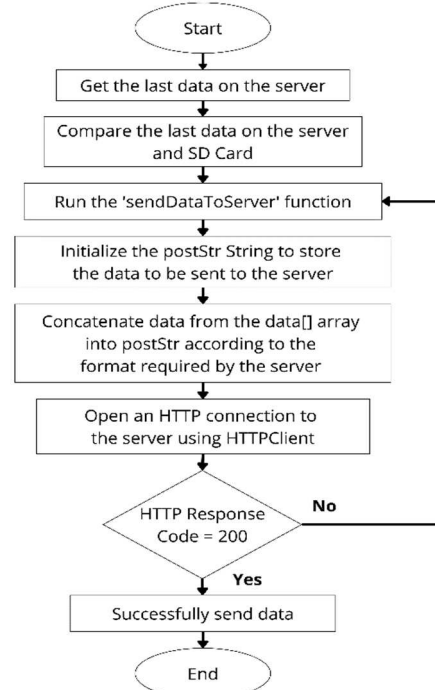 Start
Get the last data on the server
Compare the last data on the server
and SD Card
Run the 'sendDataToServer' function
Initialize the postStr String to store
the data to be sent to the server
Concatenate data from the data[] array
into postStr according to the
format required by the server
Open an HTTP connection to
the server using HTTPClient
HTTP Response
Code = 200
No
Yes
Successfully send data
End